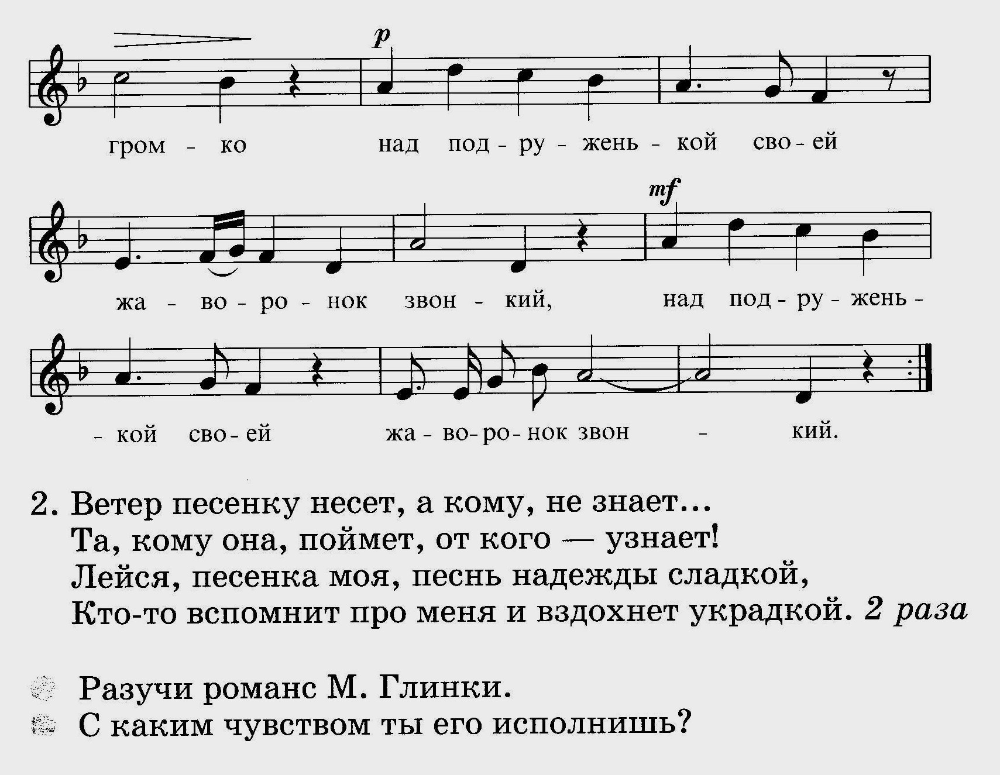 p
гром - ко над под - ру - жень - кой сво - ей
mf
жа - во - ро - нок звон - кий, над под - ру - жень -
- кой сво - ей жа - во - ро - нок звон - кий.
2. Ветер песенку несет, а кому, не знает...
Та, кому она, поймет, от кого — узнает!
Лейся, песенка моя, песнь надежды сладкой,
Кто-то вспомнит про меня и вздохнет украдкой. 2 раза
Разучи романс М. Глинки.
С каким чувством ты его исполнишь?